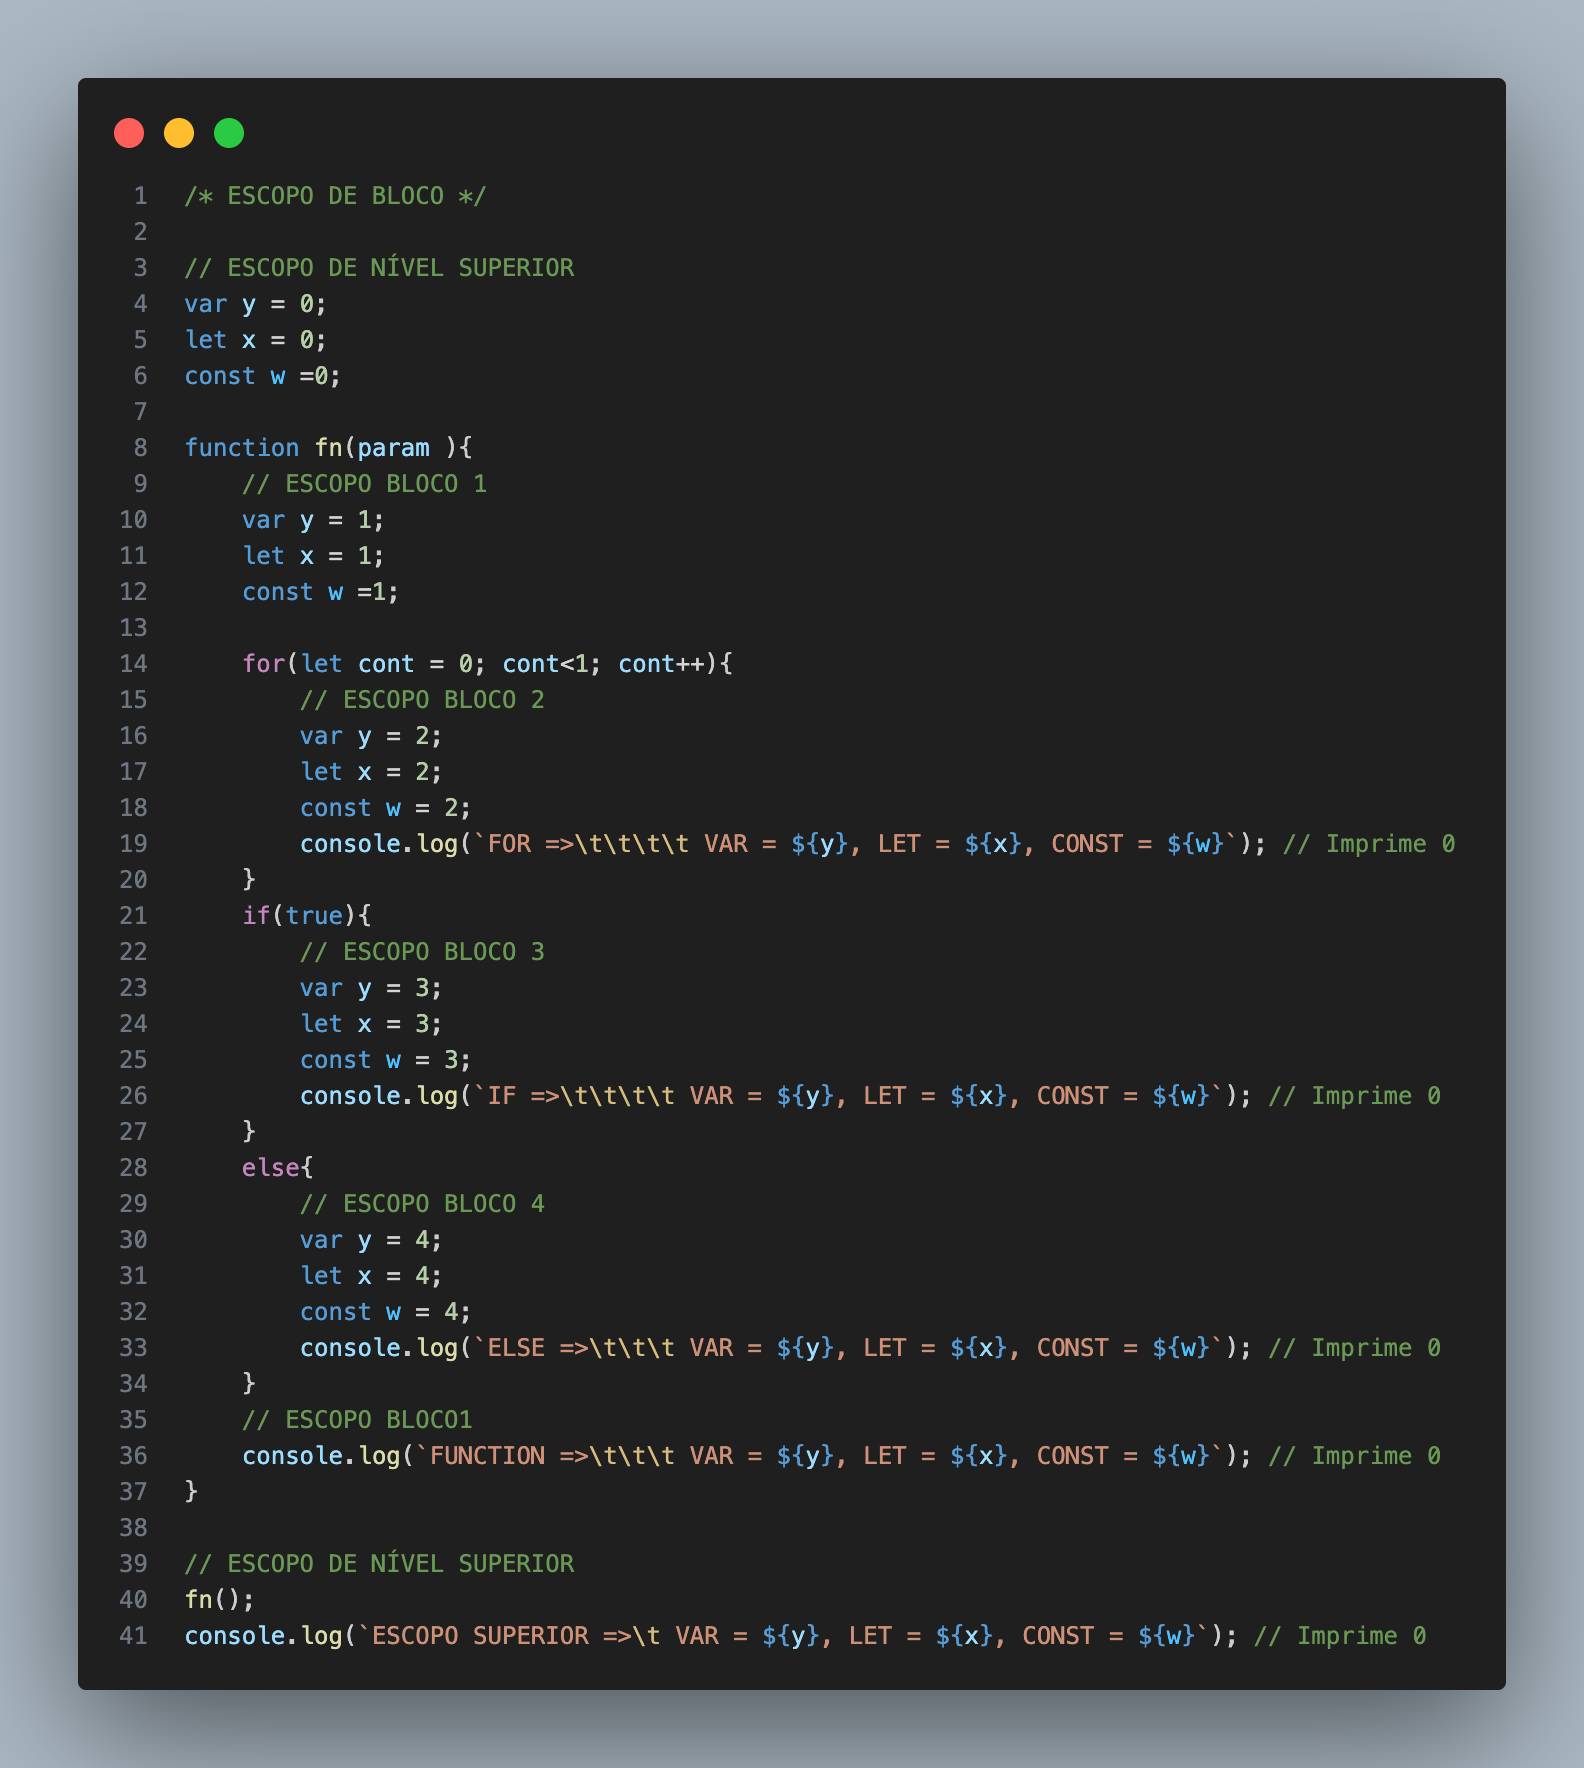 1 /* ESCOPO DE BLOCO */
2
3 // ESCOPO DE NÍVEL SUPERIOR
4 var y = 0;
5 let x = 0;
6 const w =0;
7
8 function fn(param ){
9     // ESCOPO BLOCO 1
10     var y = 1;
11     let x = 1;
12     const w =1;
13
14     for(let cont = 0; cont<1; cont++){
15         // ESCOPO BLOCO 2
16         var y = 2;
17         let x = 2;
18         const w = 2;
19         console.log(`FOR =>\t\t\t\t VAR = ${y}, LET = ${x}, CONST = ${w}`); // Imprime 0
20     }
21     if(true){
22         // ESCOPO BLOCO 3
23         var y = 3;
24         let x = 3;
25         const w = 3;
26         console.log(`IF =>\t\t\t\t VAR = ${y}, LET = ${x}, CONST = ${w}`); // Imprime 0
27     }
28     else{
29         // ESCOPO BLOCO 4
30         var y = 4;
31         let x = 4;
32         const w = 4;
33         console.log(`ELSE =>\t\t\t VAR = ${y}, LET = ${x}, CONST = ${w}`); // Imprime 0
34     }
35     // ESCOPO BLOCO1
36     console.log(`FUNCTION =>\t\t\t VAR = ${y}, LET = ${x}, CONST = ${w}`); // Imprime 0
37 }
38
39 // ESCOPO DE NÍVEL SUPERIOR
40 fn();
41 console.log(`ESCOPO SUPERIOR =>\t VAR = ${y}, LET = ${x}, CONST = ${w}`); // Imprime 0